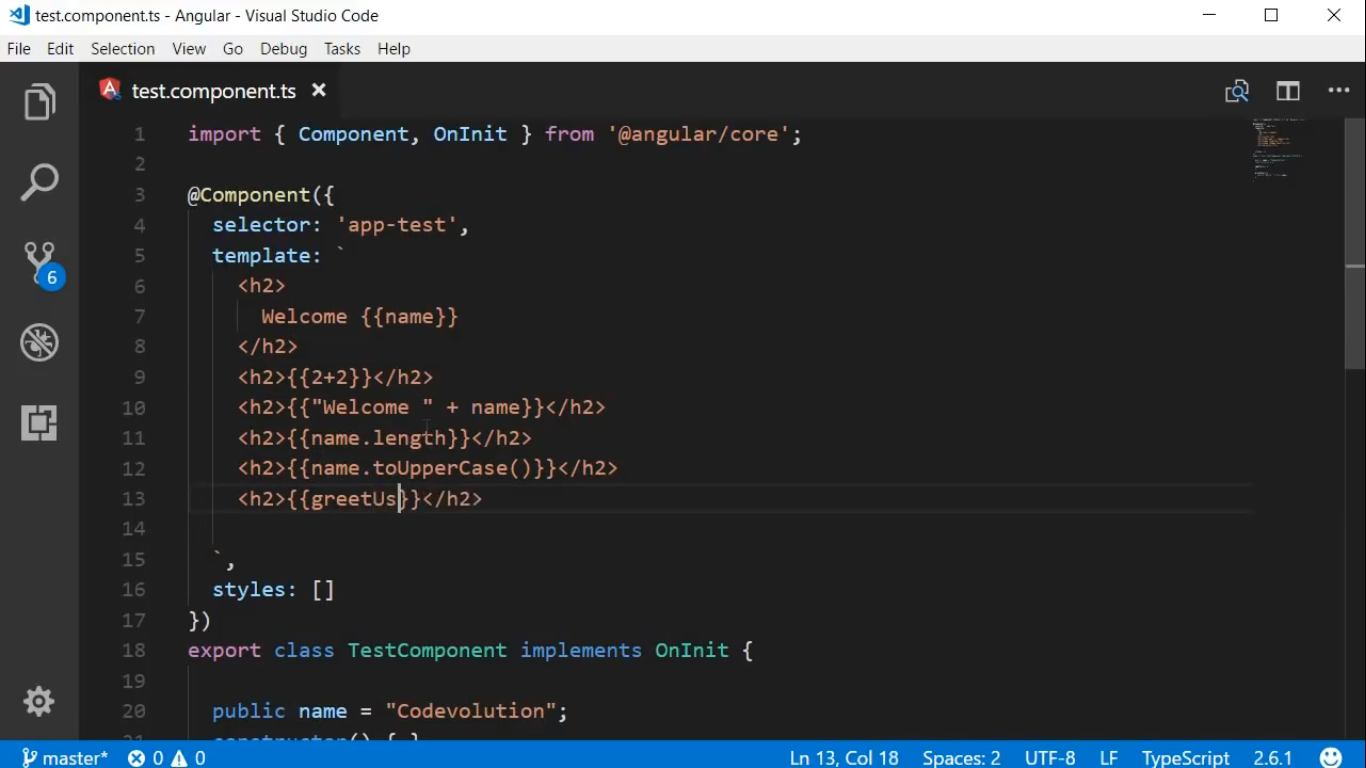 test.component.ts - Angular - Visual Studio Code
File Edit Selection View Go Debug Tasks Help
test.component.ts
1 import { Component, OnInit } from '@angular/core';
2
3 @Component({
4 selector: 'app-test',
5 template: `
6 <h2>
7 Welcome {{name}}
8 </h2>
9 <h2>{{2+2}}</h2>
10 <h2>{{"Welcome " + name}}</h2>
11 <h2>{{name.length}}</h2>
12 <h2>{{name.toUpperCase()}}</h2>
13 <h2>{{greetUs}}</h2>
14
15 `,
16 styles: []
17 })
18 export class TestComponent implements OnInit {
19
20 public name = "Codevolution";
21 constructor() { }
6
master* 0 0 Ln 13, Col 18 Spaces: 2 UTF-8 LF TypeScript 2.6.1